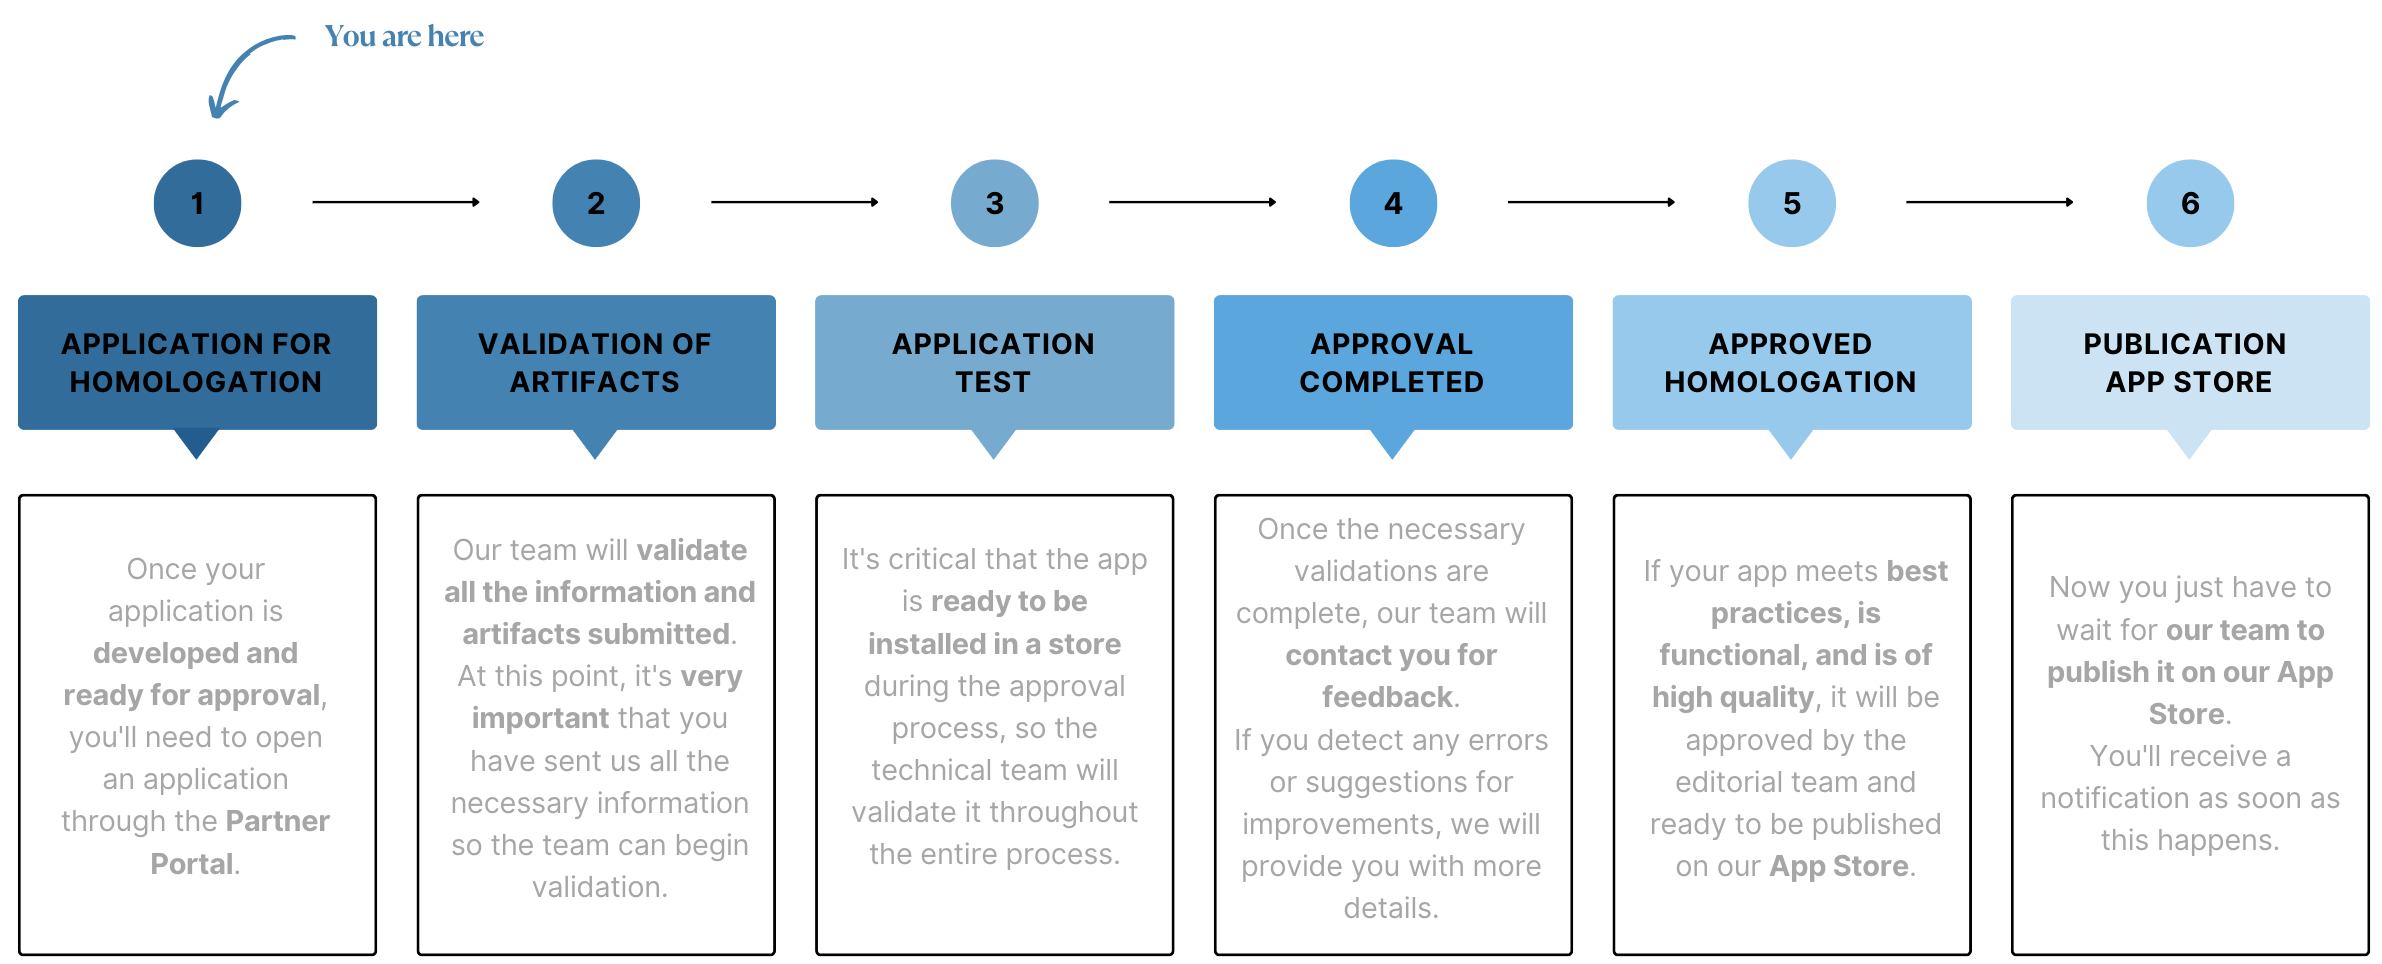 You are here
1
2
3
4
5
6
APPLICATION FOR
HOMOLOGATION
VALIDATION OF
ARTIFACTS
APPLICATION
TEST
APPROVAL
COMPLETED
APPROVED
HOMOLOGATION
PUBLICATION
APP STORE
Once your
application is
developed and
ready for approval,
you'll need to open
an application
through the Partner
Portal.
Our team will validate
all the information and
artifacts submitted.
At this point, it's very
important that you
have sent us all the
necessary information
so the team can begin
validation.
It's critical that the app
is ready to be
installed in a store
during the approval
process, so the
technical team will
validate it throughout
the entire process.
Once the necessary
validations are
complete, our team will
contact you for
feedback.
If you detect any errors
or suggestions for
improvements, we will
provide you with more
details.
If your app meets best
practices, is
functional, and is of
high quality, it will be
approved by the
editorial team and
ready to be published
on our App Store.
Now you just have to
wait for our team to
publish it on our App
Store.
You'll receive a
notification as soon as
this happens.